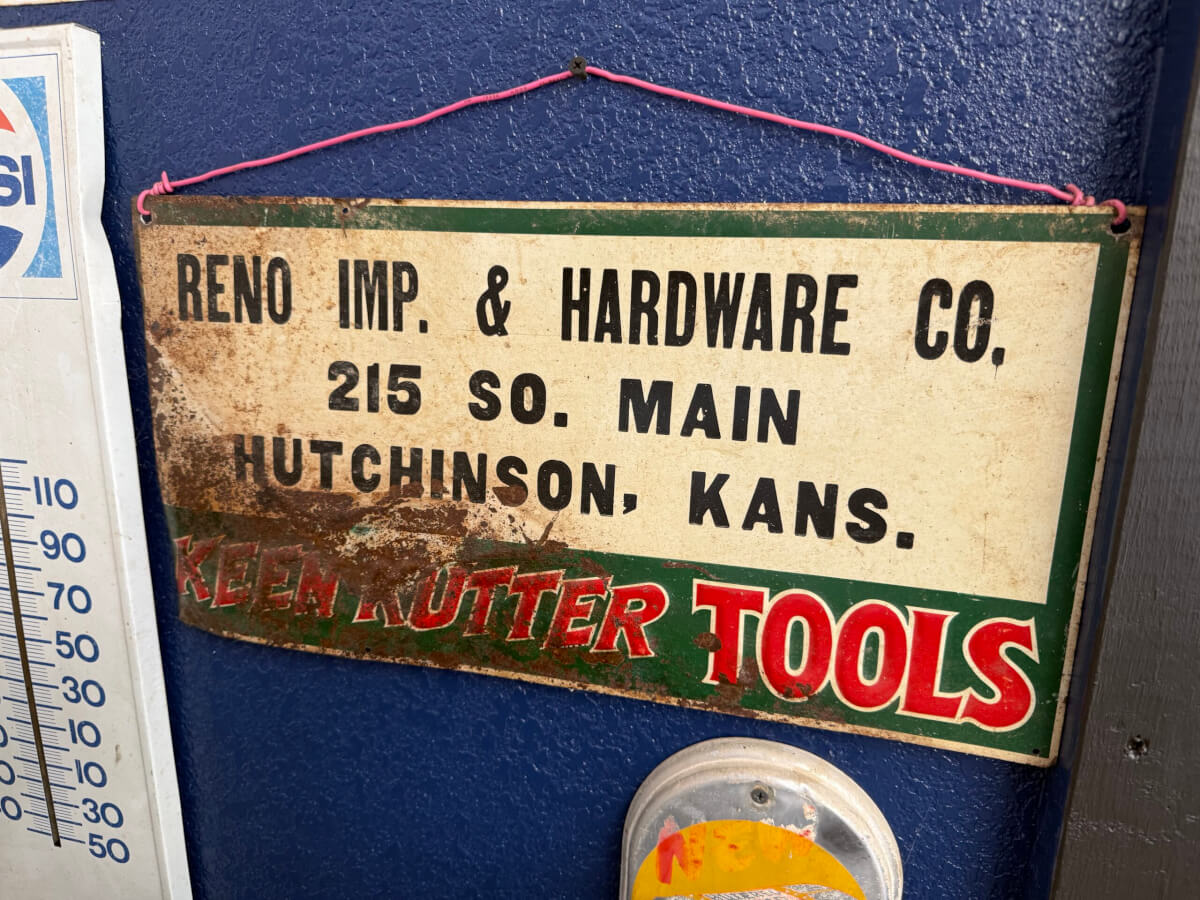 RENO IMP. & HARDWARE CO.
215 SO. MAIN
HUTCHINSON, KANS.
KEEN KUTTER TOOLS
SI
110
90
70
50
30
10
10
30
50